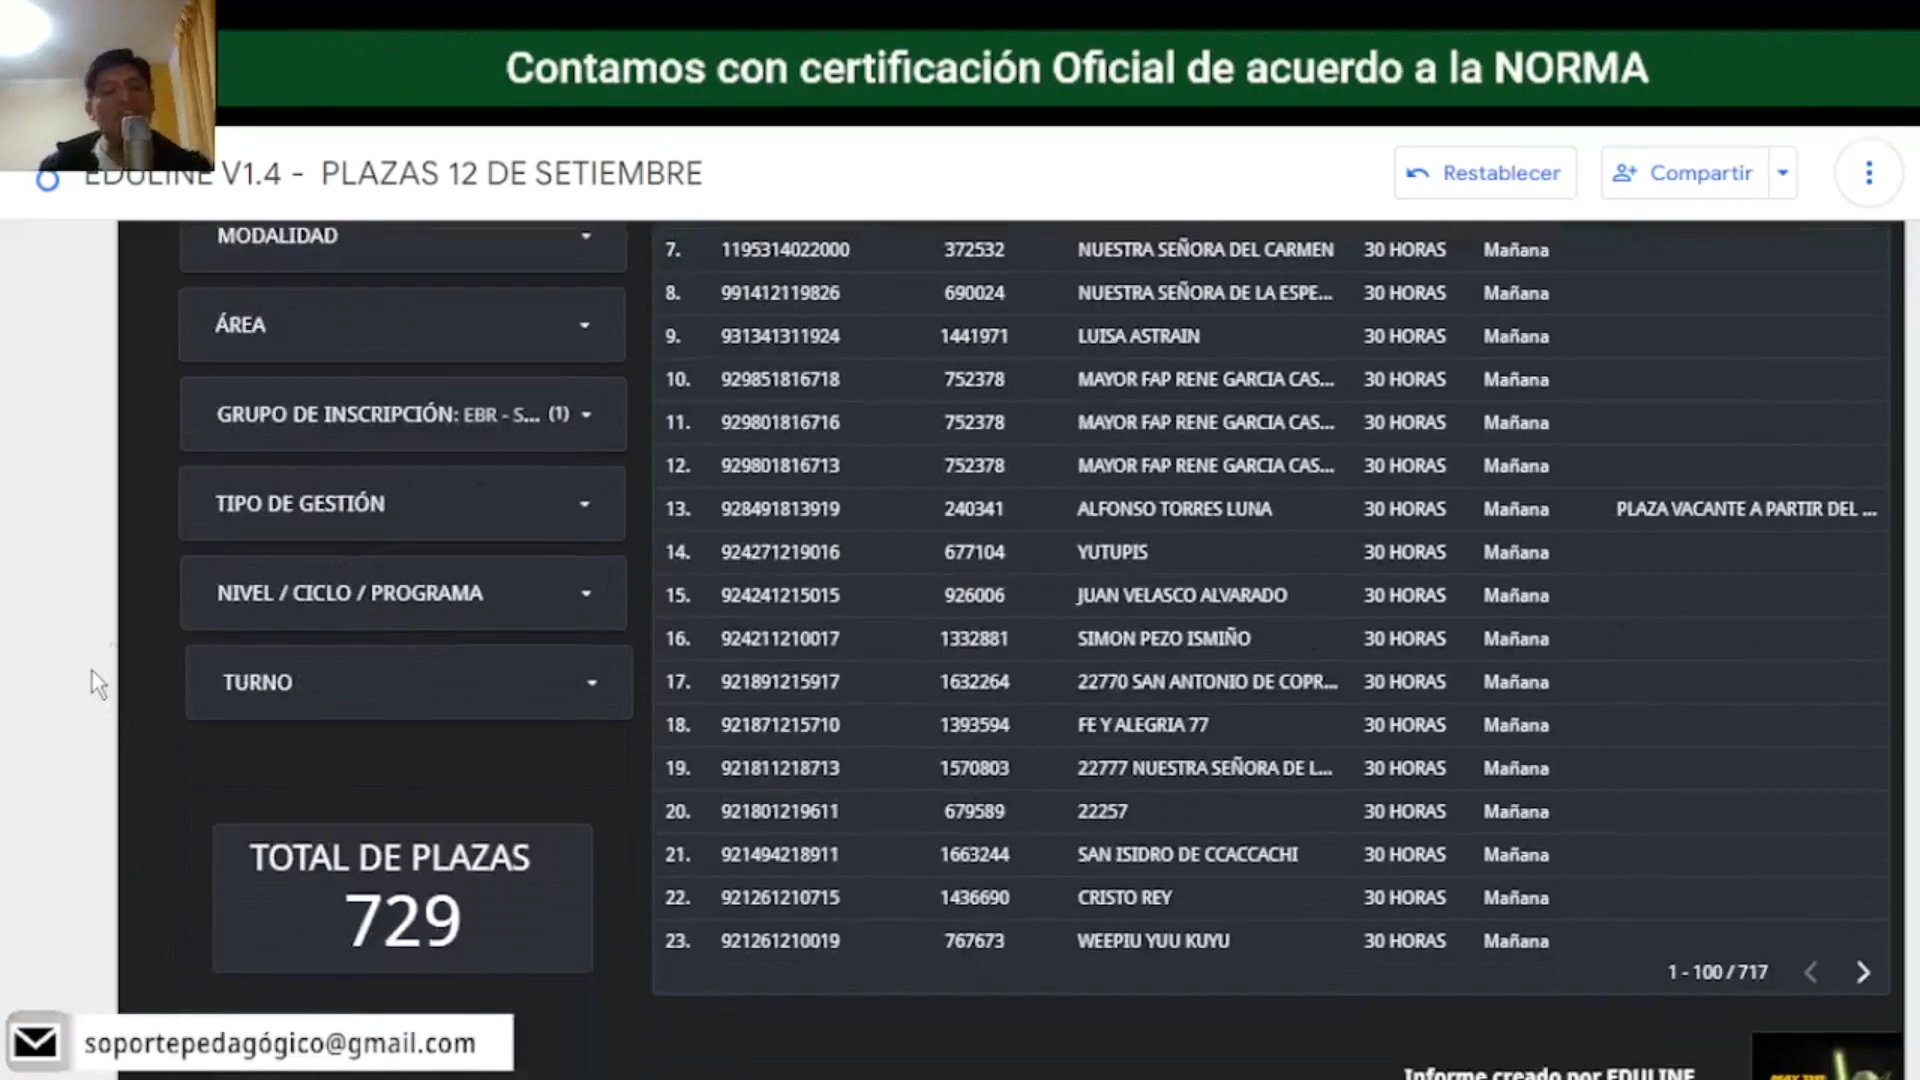 Contamos con certificación Oficial de acuerdo a la NORMA
EDULINE V1.4 - PLAZAS 12 DE SETIEMBRE
Restablecer
Compartir
MODALIDAD
ÁREA
GRUPO DE INSCRIPCIÓN: EBR - S... (1)
TIPO DE GESTIÓN
NIVEL / CICLO / PROGRAMA
TURNO
TOTAL DE PLAZAS
729
7. 1195314022000 372532 NUESTRA SEÑORA DEL CARMEN 30 HORAS Mañana
8. 991412119826 690024 NUESTRA SEÑORA DE LA ESPE... 30 HORAS Mañana
9. 931341311924 1441971 LUISA ASTRAIN 30 HORAS Mañana
10. 929851816718 752378 MAYOR FAP RENE GARCIA CAS... 30 HORAS Mañana
11. 929801816716 752378 MAYOR FAP RENE GARCIA CAS... 30 HORAS Mañana
12. 929801816713 752378 MAYOR FAP RENE GARCIA CAS... 30 HORAS Mañana
13. 928491813919 240341 ALFONSO TORRES LUNA 30 HORAS Mañana PLAZA VACANTE A PARTIR DEL ...
14. 924271219016 677104 YUTUPIS 30 HORAS Mañana
15. 924241215015 926006 JUAN VELASCO ALVARADO 30 HORAS Mañana
16. 924211210017 1332881 SIMON PEZO ISMIÑO 30 HORAS Mañana
17. 921891215917 1632264 22770 SAN ANTONIO DE COPR... 30 HORAS Mañana
18. 921871215710 1393594 FE Y ALEGRIA 77 30 HORAS Mañana
19. 921811218713 1570803 22777 NUESTRA SEÑORA DE L... 30 HORAS Mañana
20. 921801219611 679589 22257 30 HORAS Mañana
21. 921494218911 1663244 SAN ISIDRO DE CCACCACHI 30 HORAS Mañana
22. 921261210715 1436690 CRISTO REY 30 HORAS Mañana
23. 921261210019 767673 WEEPIU YUU KUYU 30 HORAS Mañana
1 - 100 / 717
soportepedagógico@gmail.com
Informe creado por EDULINE
MAY THE